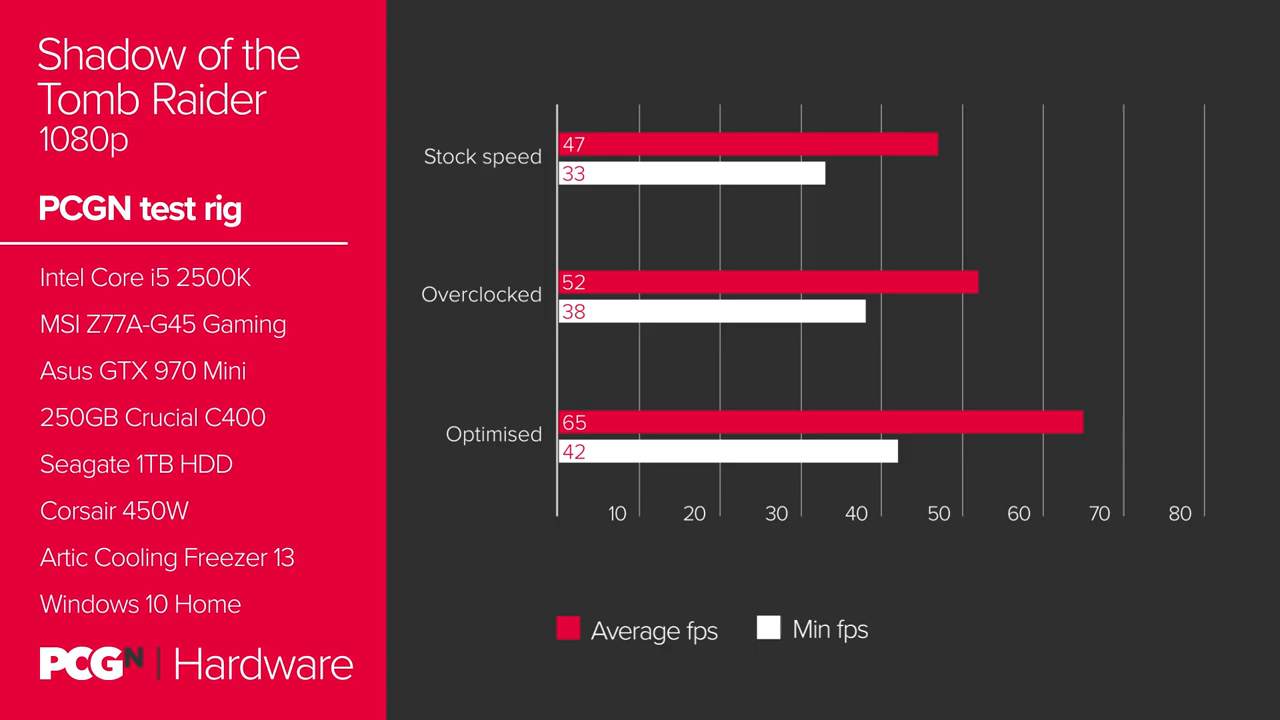 Shadow of the
Tomb Raider
1080p
PCGN test rig
Intel Core i5 2500K
MSI Z77A-G45 Gaming
Asus GTX 970 Mini
250GB Crucial C400
Seagate 1TB HDD
Corsair 450W
Artic Cooling Freezer 13
Windows 10 Home
PCGN | Hardware
Stock speed
47
33
Overclocked
52
38
Optimised
65
42
10 20 30 40 50 60 70 80
Average fps Min fps